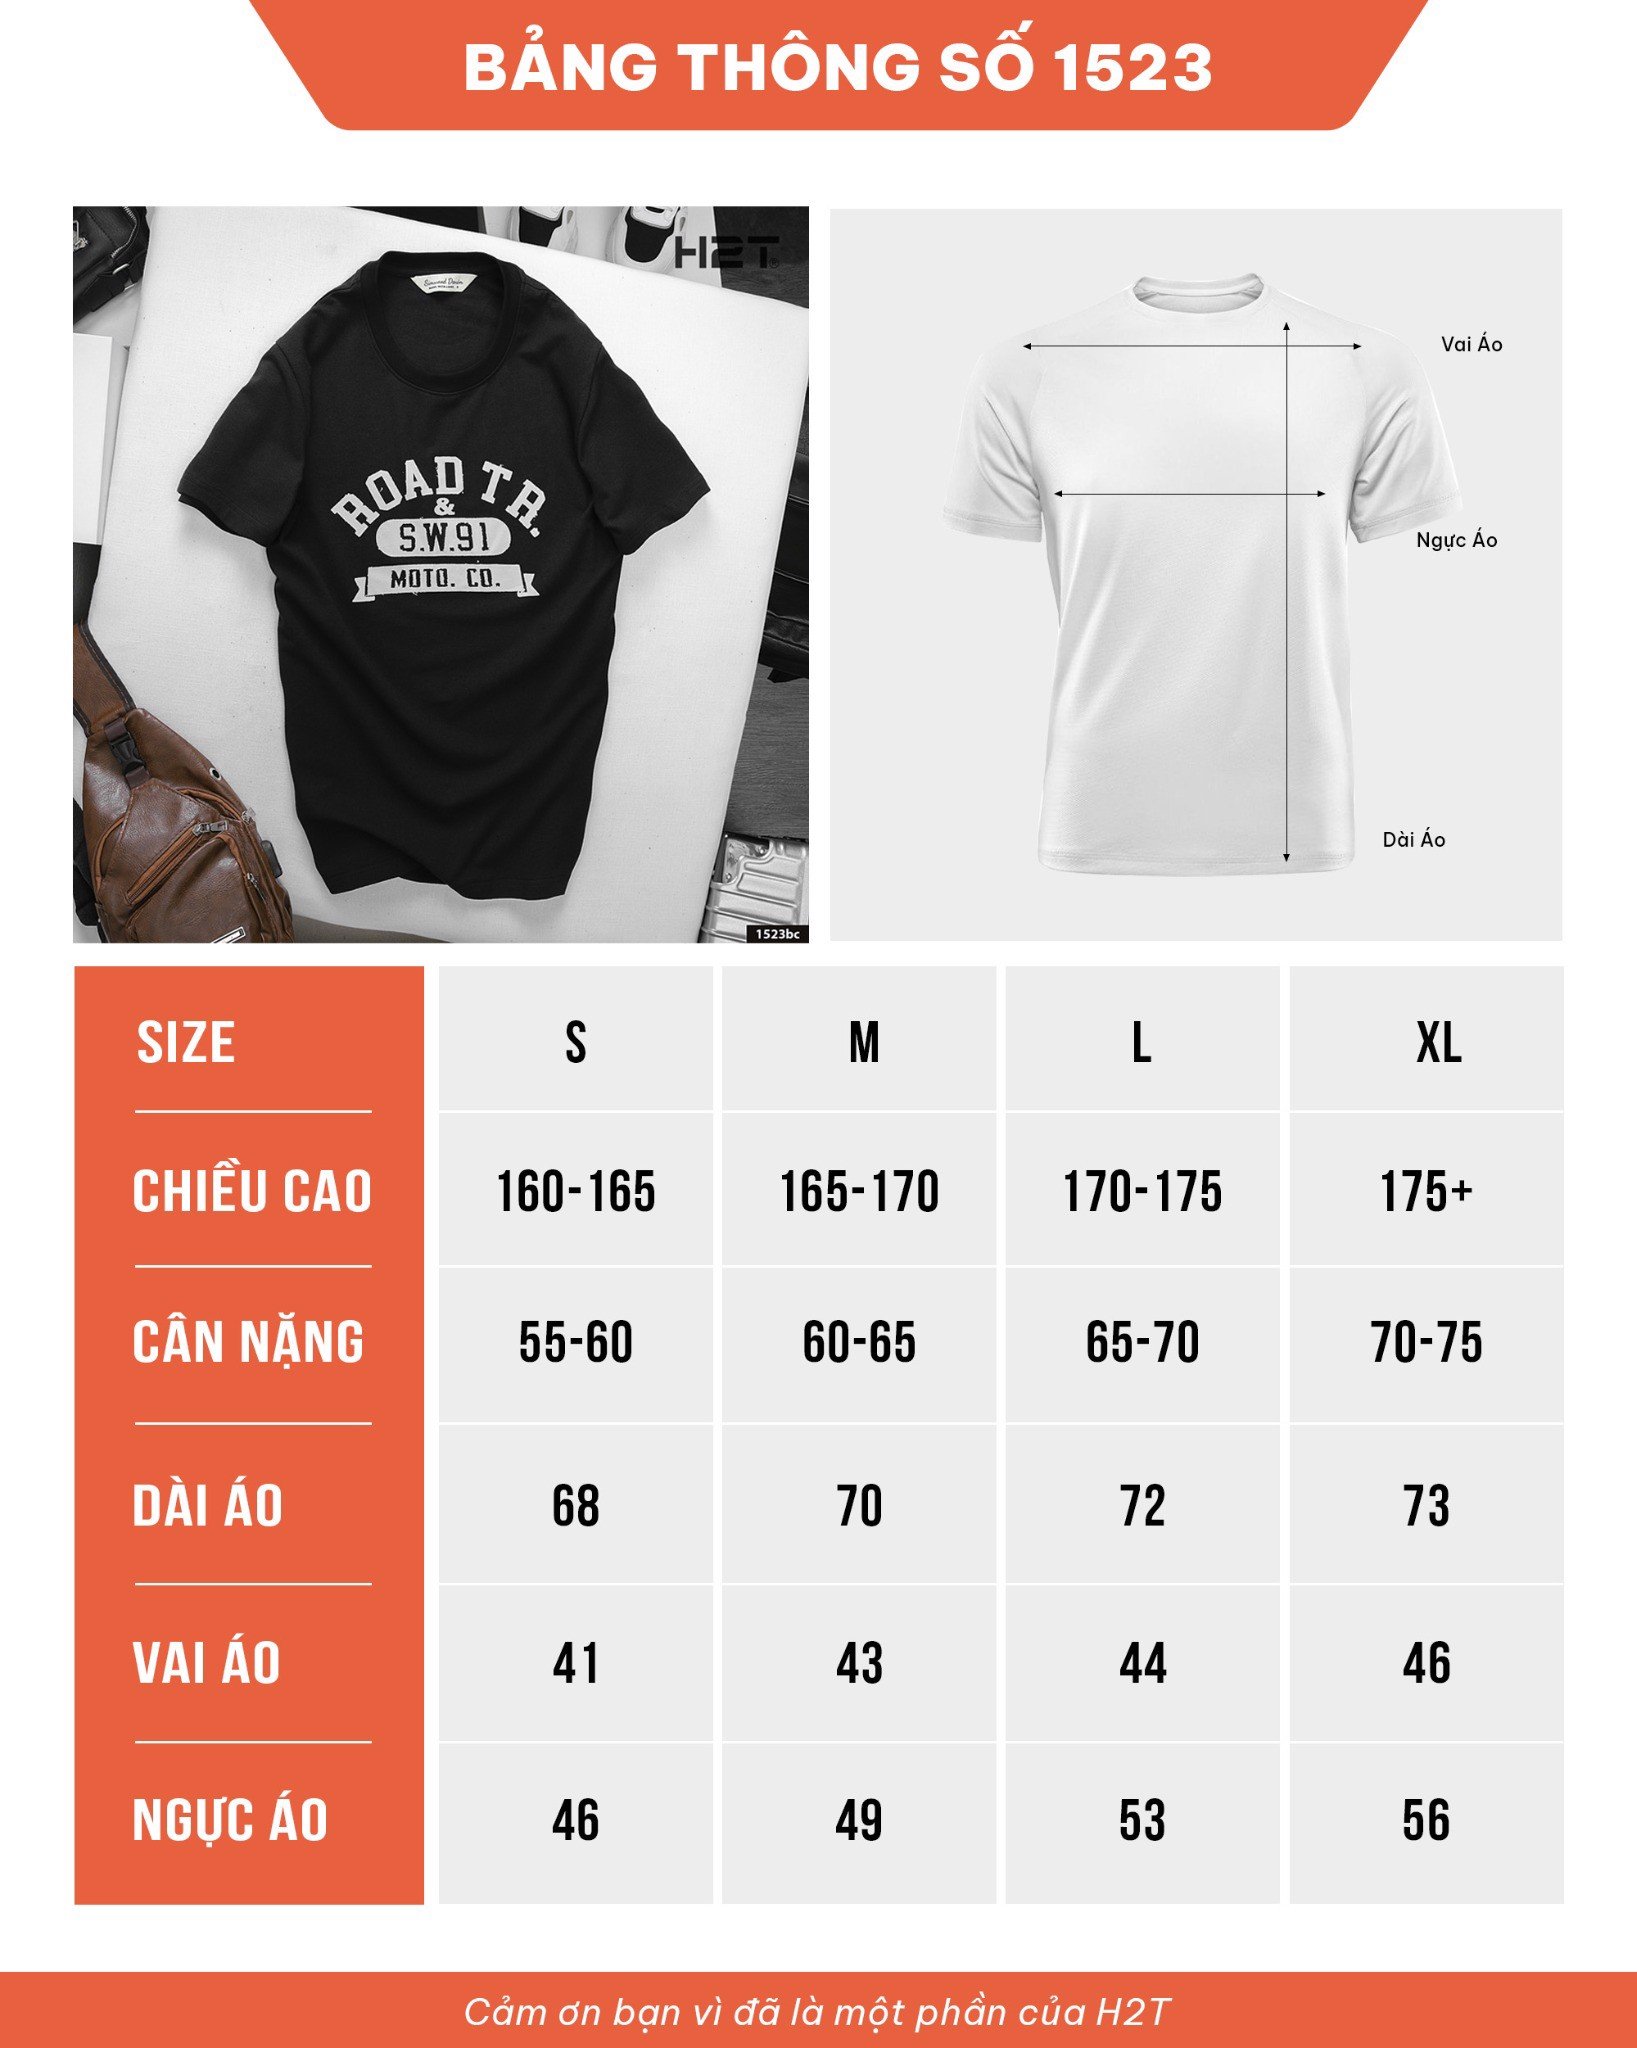 BẢNG THÔNG SỐ 1523
H2T®
ROAD TR.
&
S.W.91
MOTO. CO.
1523bc
Vai Áo
Ngực Áo
Dài Áo
SIZE S M L XL
CHIỀU CAO 160-165 165-170 170-175 175+
CÂN NẶNG 55-60 60-65 65-70 70-75
DÀI ÁO 68 70 72 73
VAI ÁO 41 43 44 46
NGỰC ÁO 46 49 53 56
Cảm ơn bạn vì đã là một phần của H2T